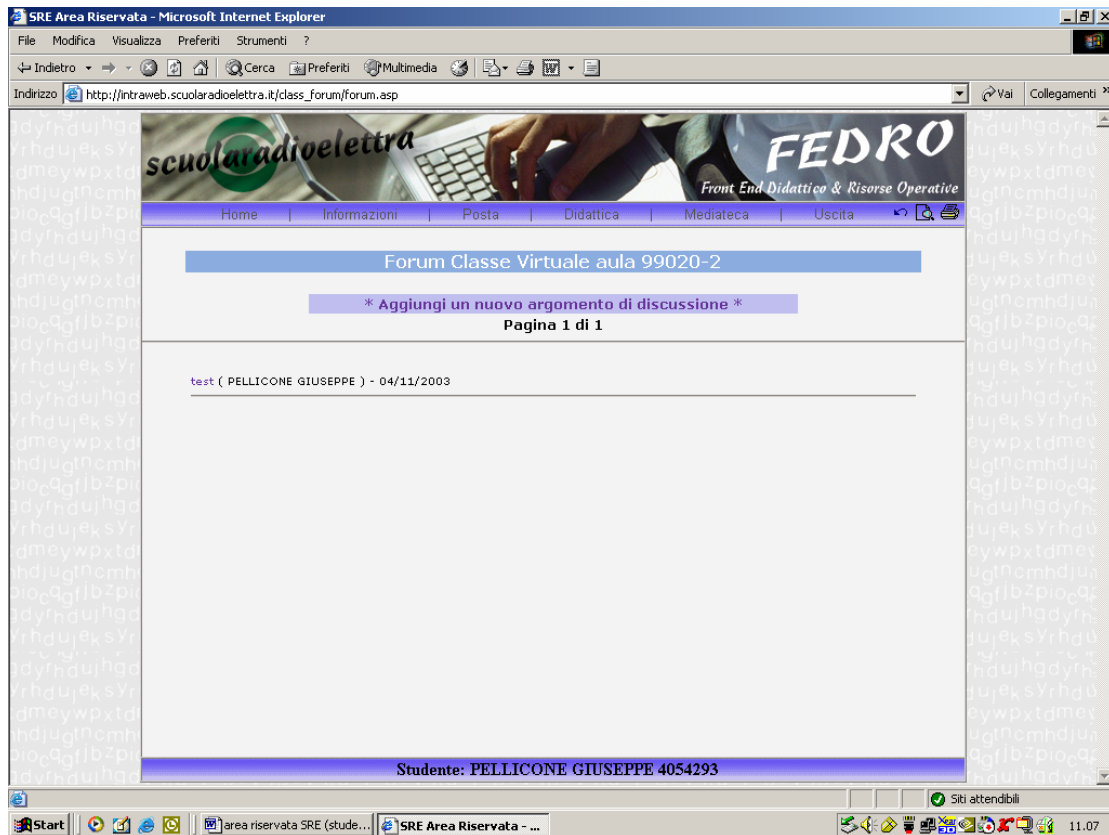 SRE Area Riservata - Microsoft Internet Explorer
File Modifica Visualizza Preferiti Strumenti ?
Indietro Cerca Preferiti Multimedia
Indirizzo http://intraweb.scuolaradioelettra.it/class_forum/forum.asp Vai Collegamenti »
scuolaradioelettra
FEDRO
Front End Didattico & Risorse Operative
Home | Informazioni | Posta | Didattica | Mediateca | Uscita
Forum Classe Virtuale aula 99020-2
* Aggiungi un nuovo argomento di discussione *
Pagina 1 di 1
test ( PELLICONE GIUSEPPE ) - 04/11/2003
Studente: PELLICONE GIUSEPPE 4054293
Siti attendibili
Start area riservata SRE (stude... SRE Area Riservata - ... 11.07